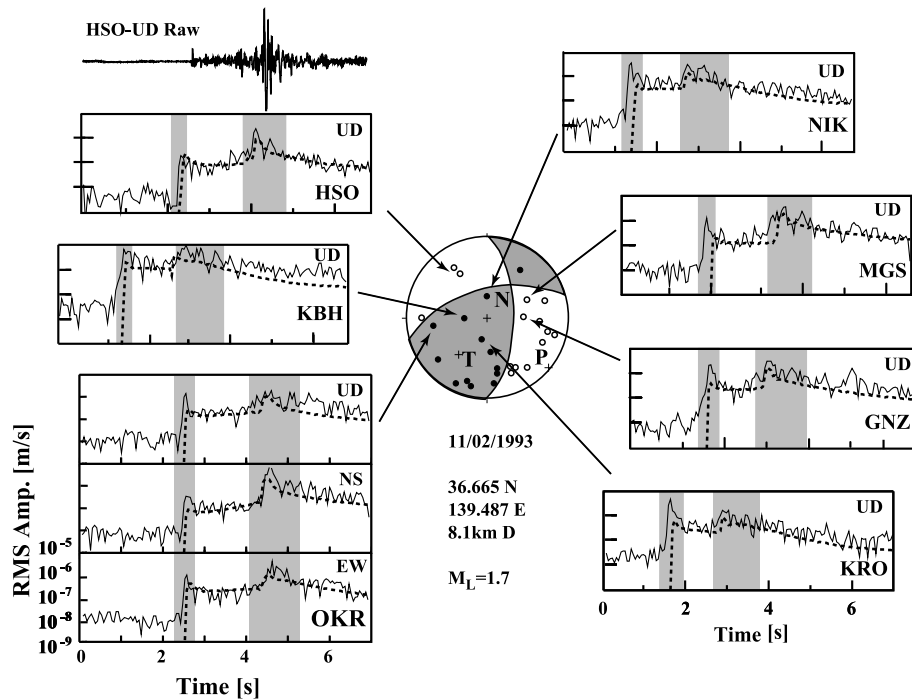 HSO-UD Raw
UD
HSO
UD
NIK
UD
MGS
UD
KBH
N
T
P
UD
GNZ
UD
NS
EW
OKR
RMS Amp. [m/s]
10⁻⁵
10⁻⁶
10⁻⁷
10⁻⁸
10⁻⁹
0 2 4 6
Time [s]
11/02/1993
36.665 N
139.487 E
8.1km D
M_L=1.7
UD
KRO
0 2 4 6
Time [s]